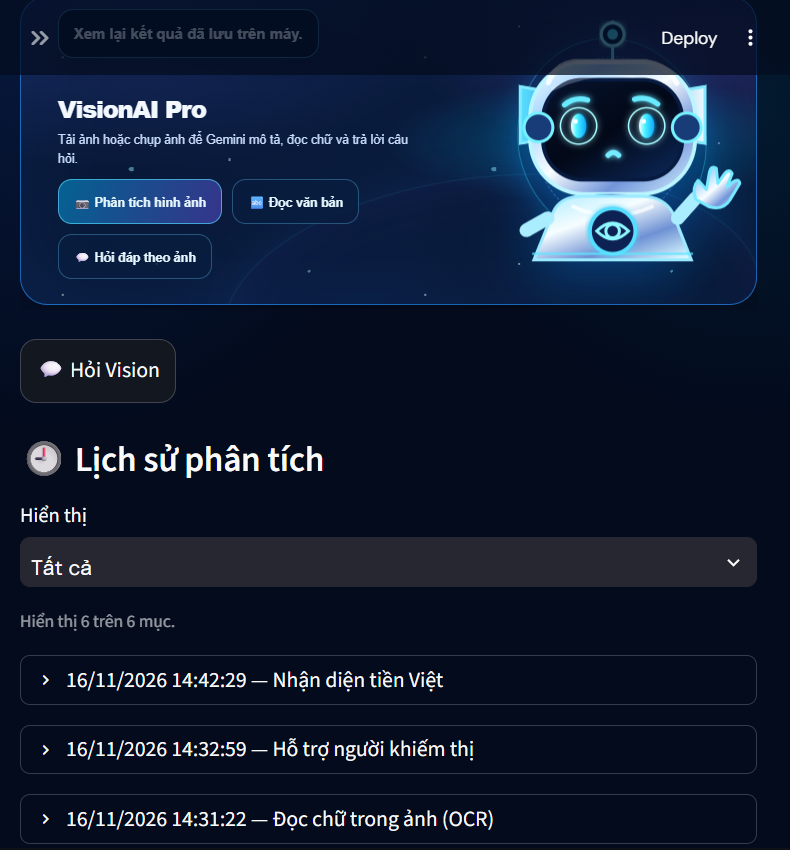 Xem lại kết quả đã lưu trên máy.
Deploy
VisionAI Pro
Tải ảnh hoặc chụp ảnh để Gemini mô tả, đọc chữ và trả lời câu
hỏi.
Phân tích hình ảnh
abc Đọc văn bản
Hỏi đáp theo ảnh
Hỏi Vision
Lịch sử phân tích
Hiển thị
Tất cả
Hiển thị 6 trên 6 mục.
16/11/2026 14:42:29 — Nhận diện tiền Việt
16/11/2026 14:32:59 — Hỗ trợ người khiếm thị
16/11/2026 14:31:22 — Đọc chữ trong ảnh (OCR)